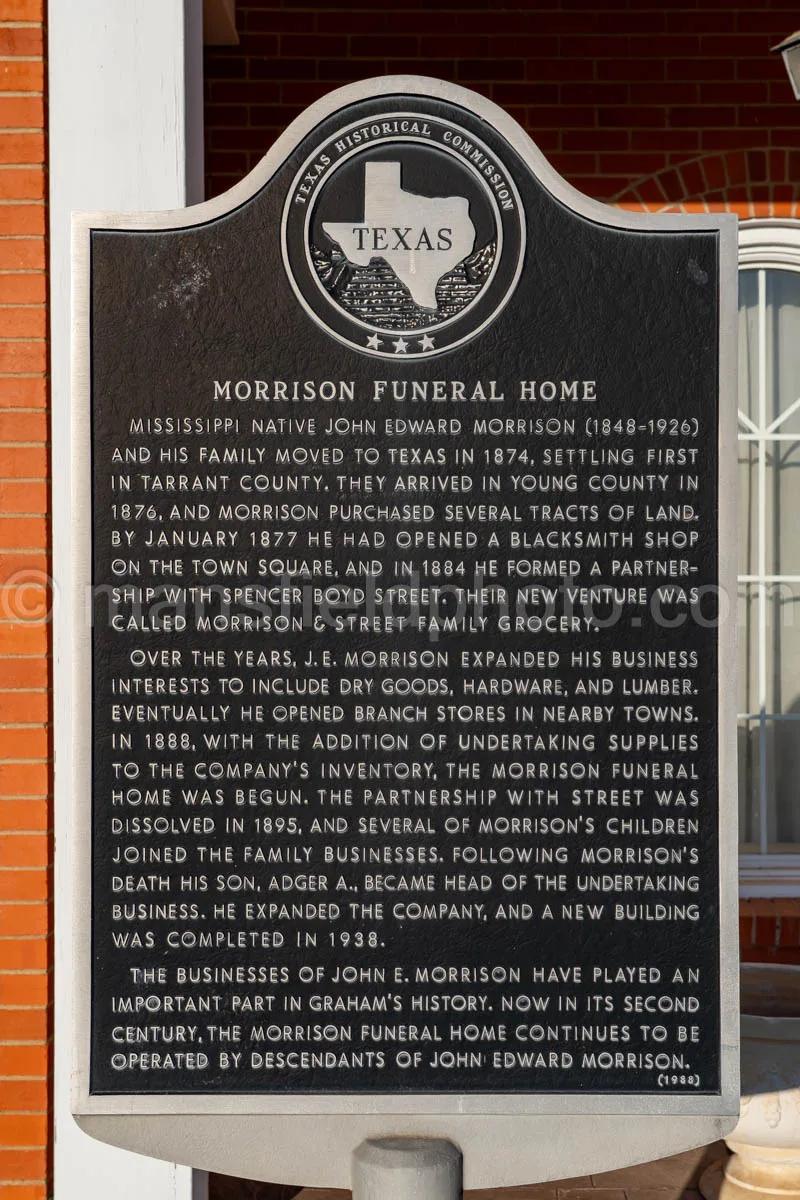 TEXAS HISTORICAL COMMISSION
TEXAS
MORRISON FUNERAL HOME
MISSISSIPPI NATIVE JOHN EDWARD MORRISON (1848-1926)
AND HIS FAMILY MOVED TO TEXAS IN 1874, SETTLING FIRST
IN TARRANT COUNTY. THEY ARRIVED IN YOUNG COUNTY IN
1876, AND MORRISON PURCHASED SEVERAL TRACTS OF LAND.
BY JANUARY 1877 HE HAD OPENED A BLACKSMITH SHOP
ON THE TOWN SQUARE, AND IN 1884 HE FORMED A PARTNER-
SHIP WITH SPENCER BOYD STREET. THEIR NEW VENTURE WAS
CALLED MORRISON & STREET FAMILY GROCERY.
OVER THE YEARS, J. E. MORRISON EXPANDED HIS BUSINESS
INTERESTS TO INCLUDE DRY GOODS, HARDWARE, AND LUMBER.
EVENTUALLY HE OPENED BRANCH STORES IN NEARBY TOWNS.
IN 1888, WITH THE ADDITION OF UNDERTAKING SUPPLIES
TO THE COMPANY'S INVENTORY, THE MORRISON FUNERAL
HOME WAS BEGUN. THE PARTNERSHIP WITH STREET WAS
DISSOLVED IN 1895, AND SEVERAL OF MORRISON'S CHILDREN
JOINED THE FAMILY BUSINESSES. FOLLOWING MORRISON'S
DEATH HIS SON, ADGER A., BECAME HEAD OF THE UNDERTAKING
BUSINESS. HE EXPANDED THE COMPANY, AND A NEW BUILDING
WAS COMPLETED IN 1938.
THE BUSINESSES OF JOHN E. MORRISON HAVE PLAYED AN
IMPORTANT PART IN GRAHAM'S HISTORY. NOW IN ITS SECOND
CENTURY, THE MORRISON FUNERAL HOME CONTINUES TO BE
OPERATED BY DESCENDANTS OF JOHN EDWARD MORRISON.
(1988)
© mansfieldphoto.com